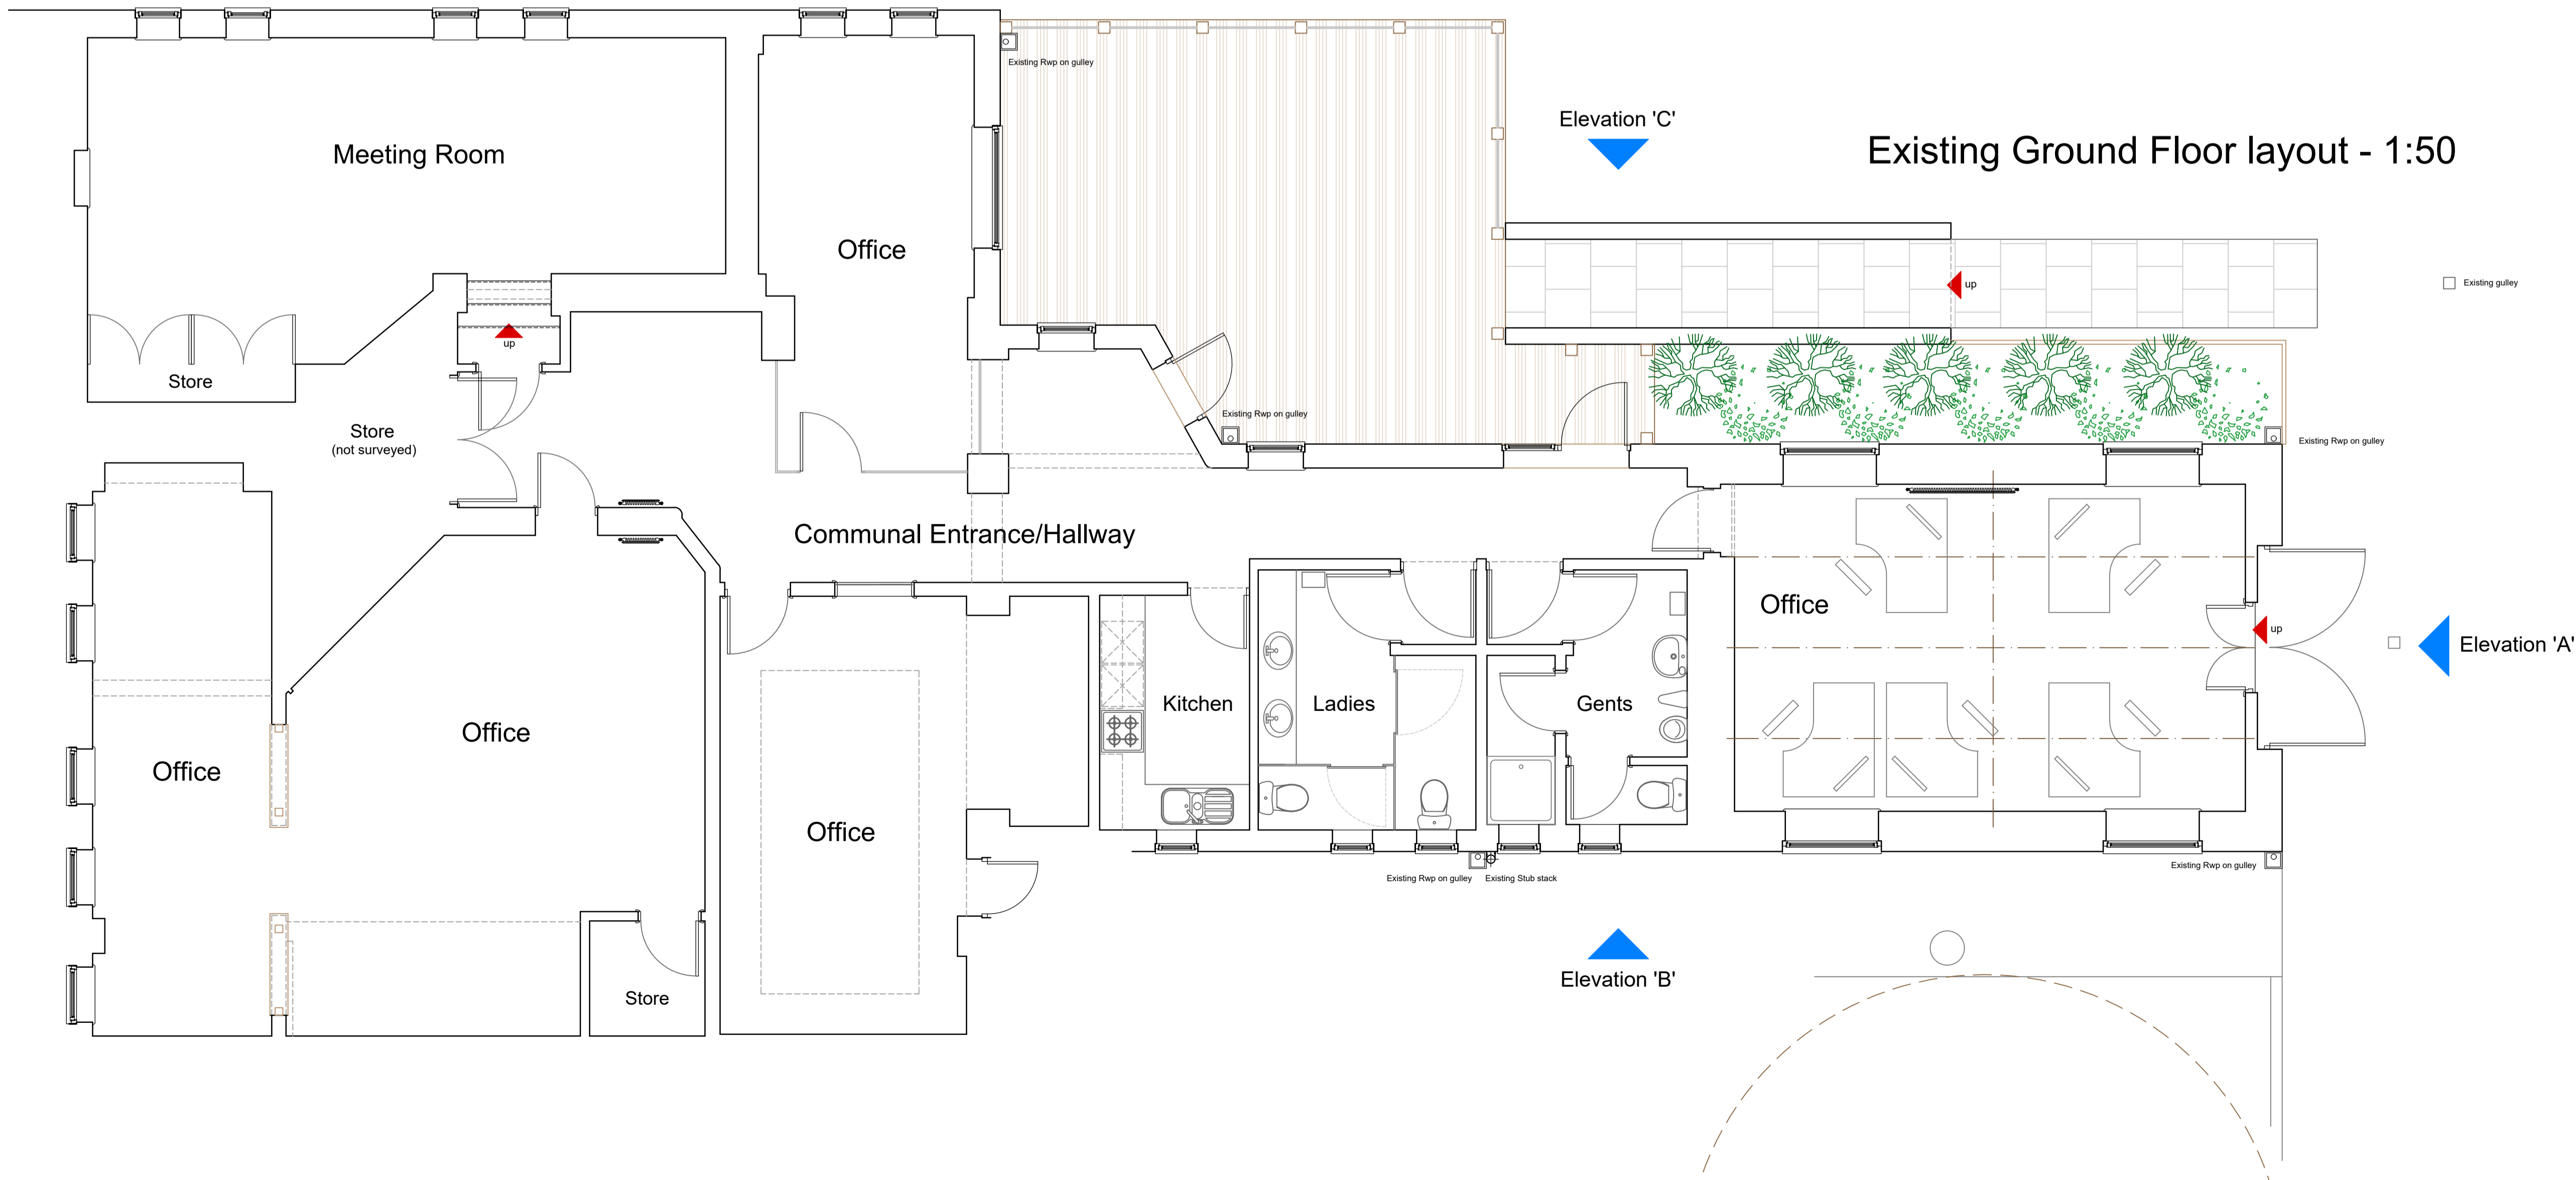 Existing Rwp on gulley
Elevation 'C'
Existing Ground Floor layout - 1:50
Meeting Room
Office
up
Existing gulley
up
Store
Existing Rwp on gulley
Store
(not surveyed)
Existing Rwp on gulley
Communal Entrance/Hallway
Office
up
Elevation 'A'
Kitchen
Ladies
Gents
Office
Office
Office
Existing Rwp on gulley
Existing Rwp on gulley
Existing Stub stack
Elevation 'B'
Store